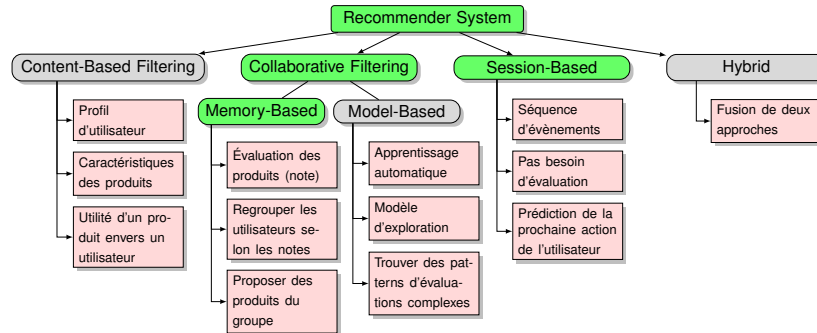 Recommender System
Content-Based Filtering
Profil
d'utilisateur
Caractéristiques
des produits
Utilité d'un pro-
duit envers un
utilisateur
Collaborative Filtering
Memory-Based
Évaluation des
produits (note)
Regrouper les
utilisateurs se-
lon les notes
Proposer des
produits du
groupe
Model-Based
Apprentissage
automatique
Modèle
d'exploration
Trouver des pat-
terns d'évalua-
tions complexes
Session-Based
Séquence
d'évènements
Pas besoin
d'évaluation
Prédiction de la
prochaine action
de l'utilisateur
Hybrid
Fusion de deux
approches